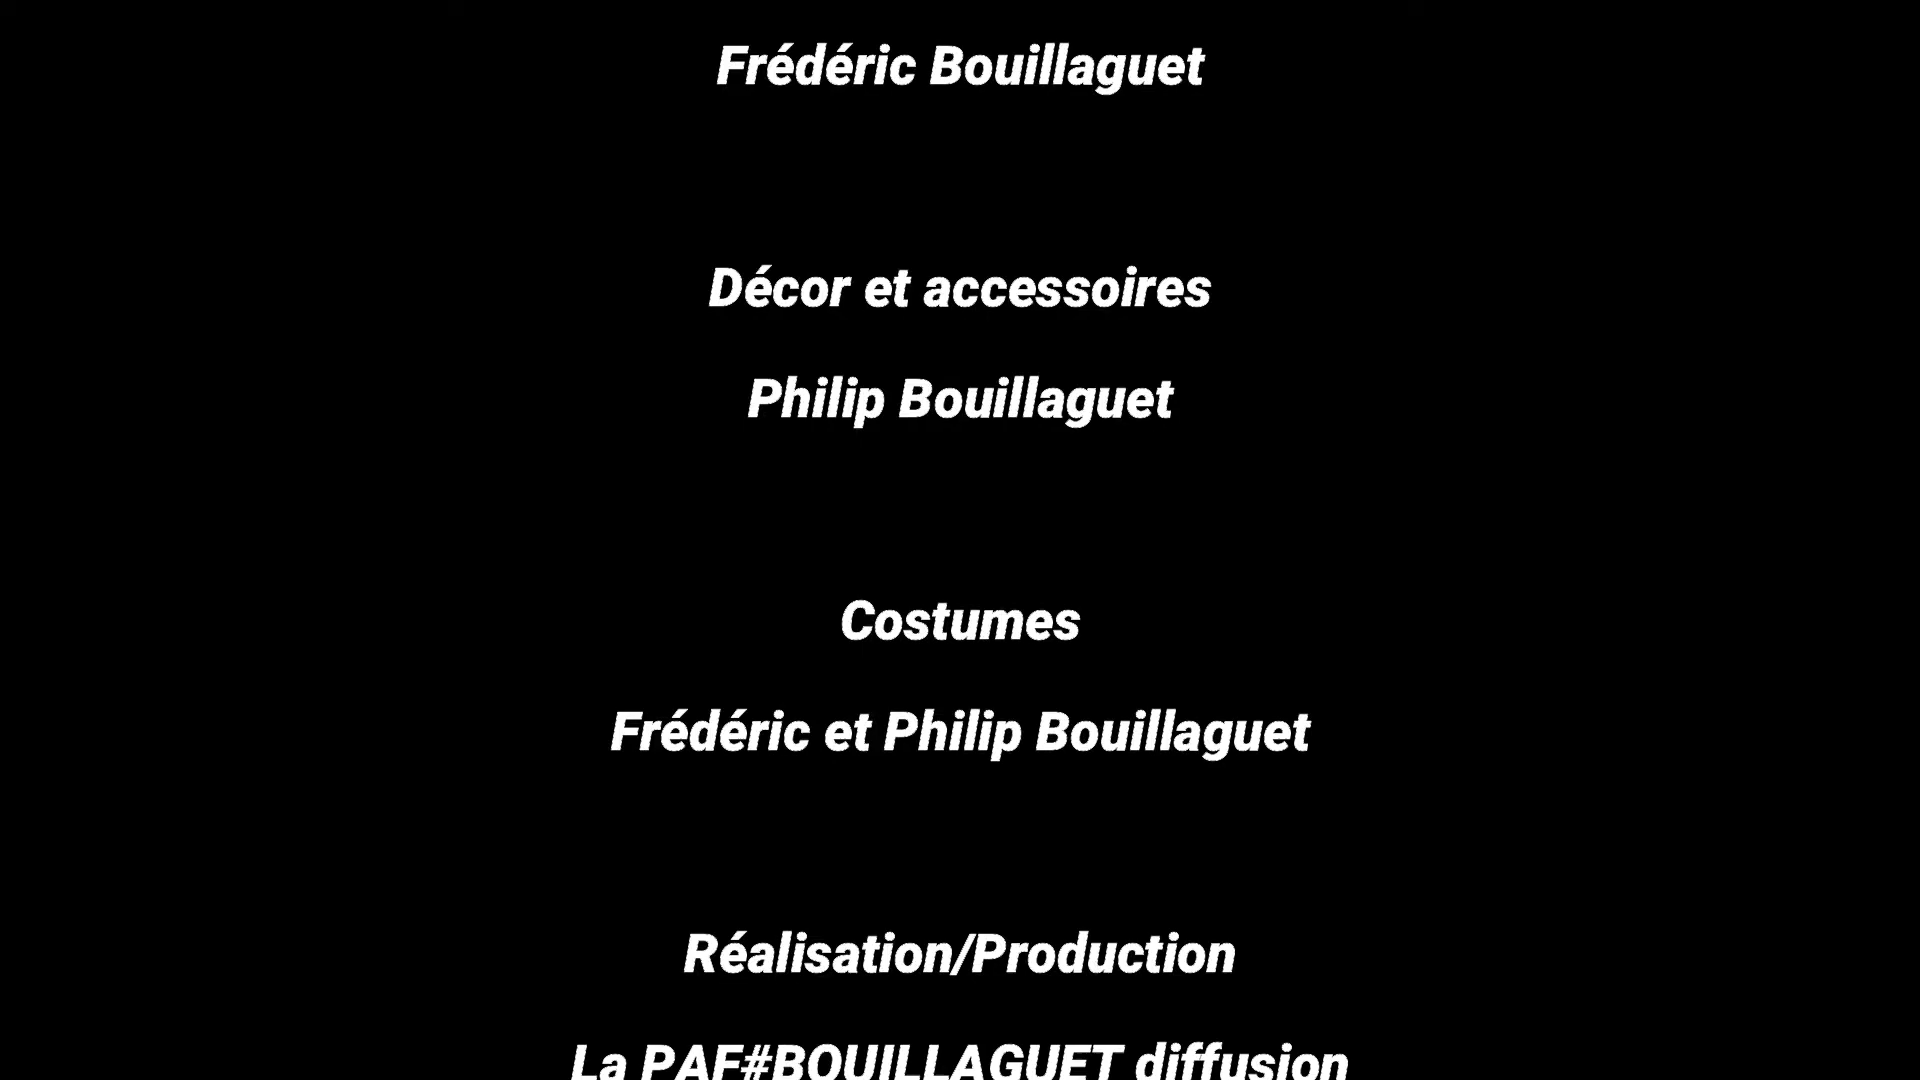 Frédéric Bouillaguet
Décor et accessoires
Philip Bouillaguet
Costumes
Frédéric et Philip Bouillaguet
Réalisation/Production
La PAF#BOUILLAGUET diffusion